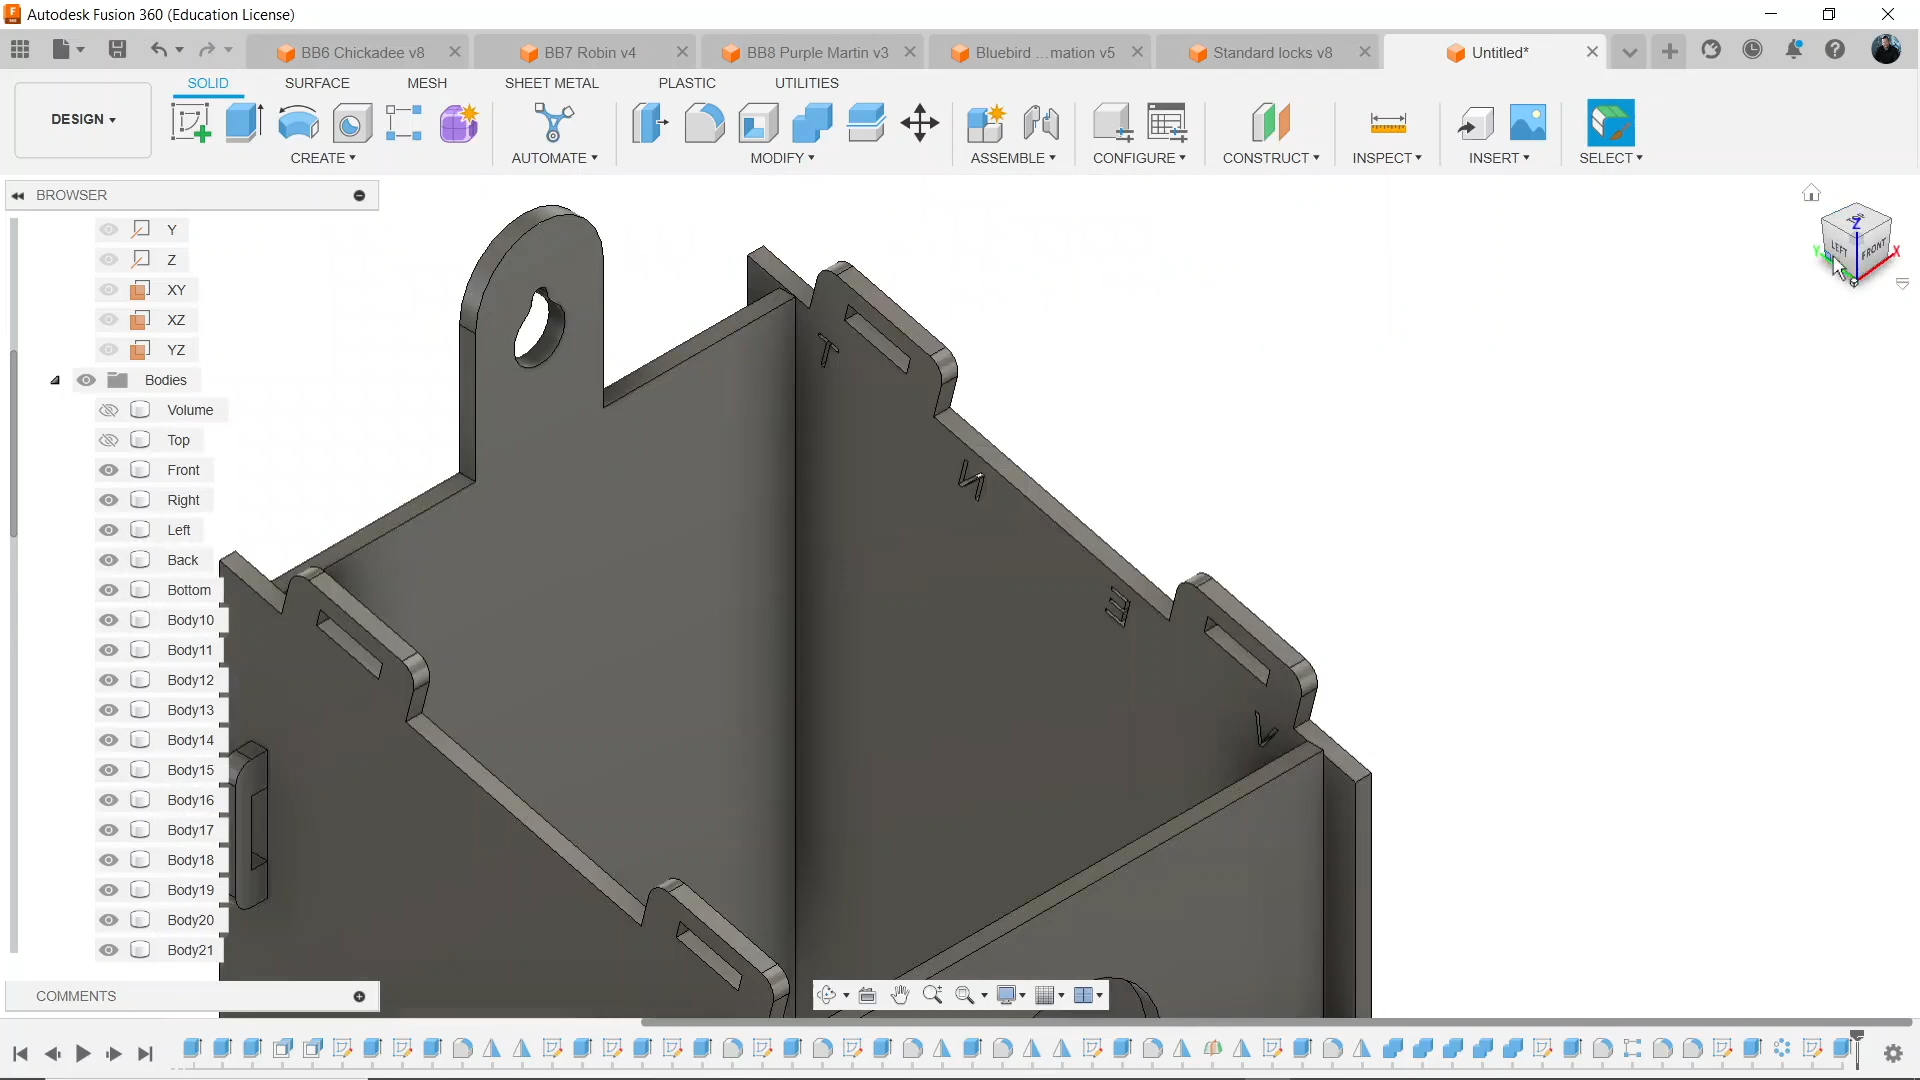 Autodesk Fusion 360 (Education License)
BB6 Chickadee v8
BB7 Robin v4
BB8 Purple Martin v3
Bluebird ...mation v5
Standard locks v8
Untitled*
DESIGN
SOLID
SURFACE
MESH
SHEET METAL
PLASTIC
UTILITIES
CREATE
AUTOMATE
MODIFY
ASSEMBLE
CONFIGURE
CONSTRUCT
INSPECT
INSERT
SELECT
BROWSER
Y
Z
XY
XZ
YZ
Bodies
Volume
Top
Front
Right
Left
Back
Bottom
Body10
Body11
Body12
Body13
Body14
Body15
Body16
Body17
Body18
Body19
Body20
Body21
T
N
E
V
TOP
LEFT
FRONT
Z
Y
X
COMMENTS